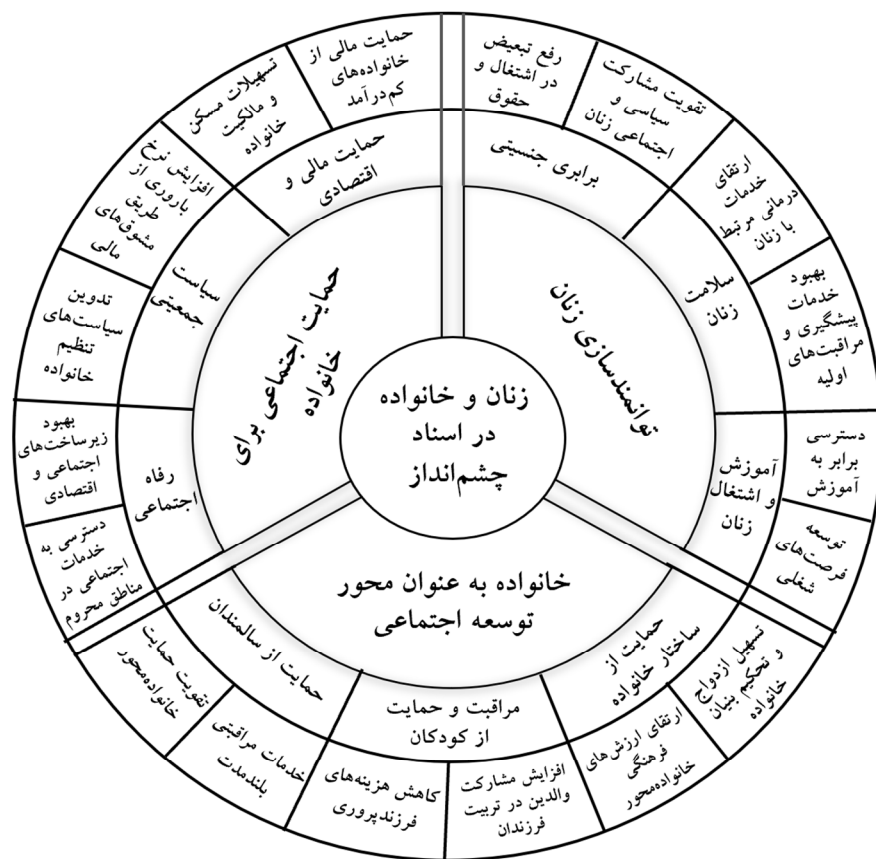 زنان و خانواده
در اسناد
چشم‌انداز
توانمندسازی زنان
برابری جنسیتی
رفع تبعیض
در اشتغال و
حقوق
تقویت مشارکت
سیاسی و
اجتماعی زنان
سلامت
زنان
ارتقای
خدمات
درمانی مرتبط
با زنان
بهبود
خدمات
پیشگیری و
مراقبت‌های
اولیه
آموزش
و اشتغال
زنان
دسترسی
برابر به
آموزش
توسعه
فرصت‌های
شغلی
خانواده به عنوان محور
توسعه اجتماعی
حمایت از
ساختار خانواده
تسهیل ازدواج
و تحکیم بنیان
خانواده
ارتقای ارزش‌های
فرهنگی
خانواده‌محور
مراقبت و حمایت
از کودکان
افزایش مشارکت
والدین در تربیت
فرزندان
کاهش هزینه‌های
فرزندپروری
حمایت از سالمندان
خدمات مراقبتی
بلندمدت
تقویت حمایت
خانواده‌محور
حمایت اجتماعی برای
خانواده
رفاه
اجتماعی
دسترسی به
خدمات
اجتماعی در
مناطق محروم
بهبود
زیرساخت‌های
اجتماعی و
اقتصادی
سیاست
جمعیتی
تدوین
سیاست‌های
تنظیم
خانواده
افزایش نرخ
باروری از
طریق
مشوق‌های
مالی
حمایت مالی و
اقتصادی
تسهیلات مسکن
و مالکیت
خانواده
حمایت مالی از
خانواده‌های
کم‌درآمد